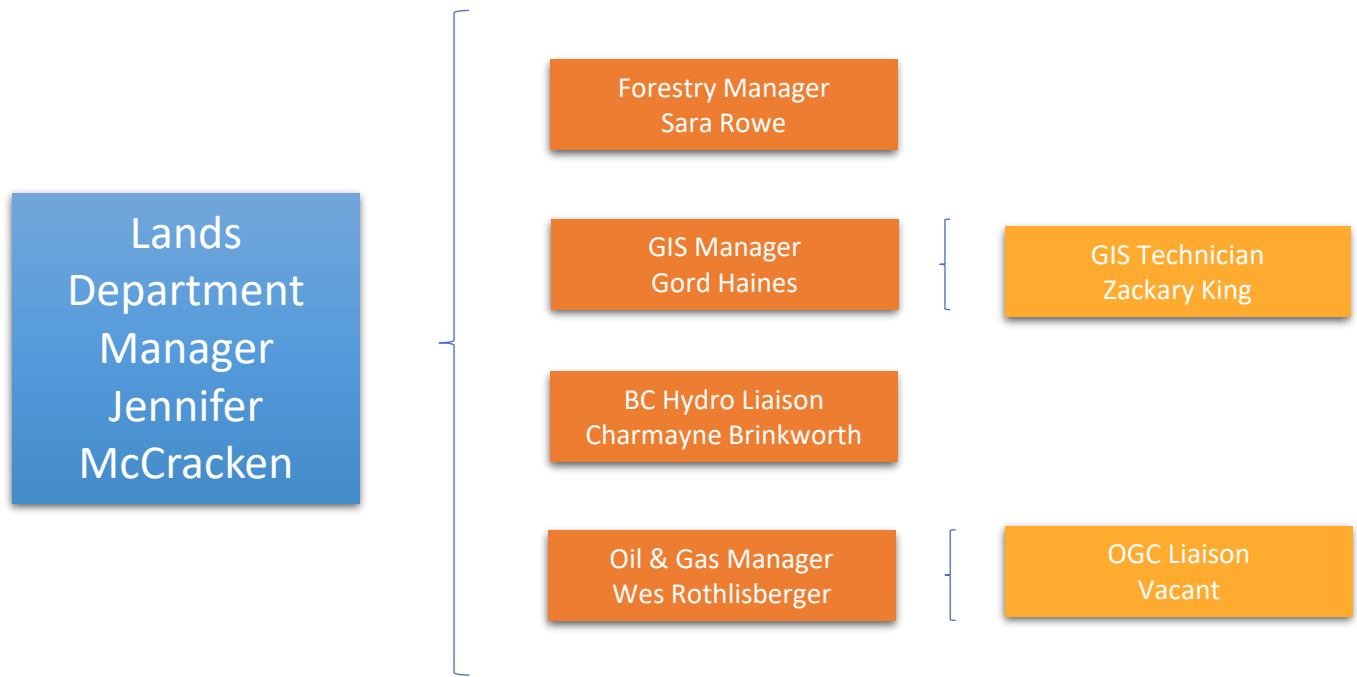 Lands
Department
Manager
Jennifer
McCracken
Forestry Manager
Sara Rowe
GIS Manager
Gord Haines
GIS Technician
Zackary King
BC Hydro Liaison
Charmayne Brinkworth
Oil & Gas Manager
Wes Rothlisberger
OGC Liaison
Vacant